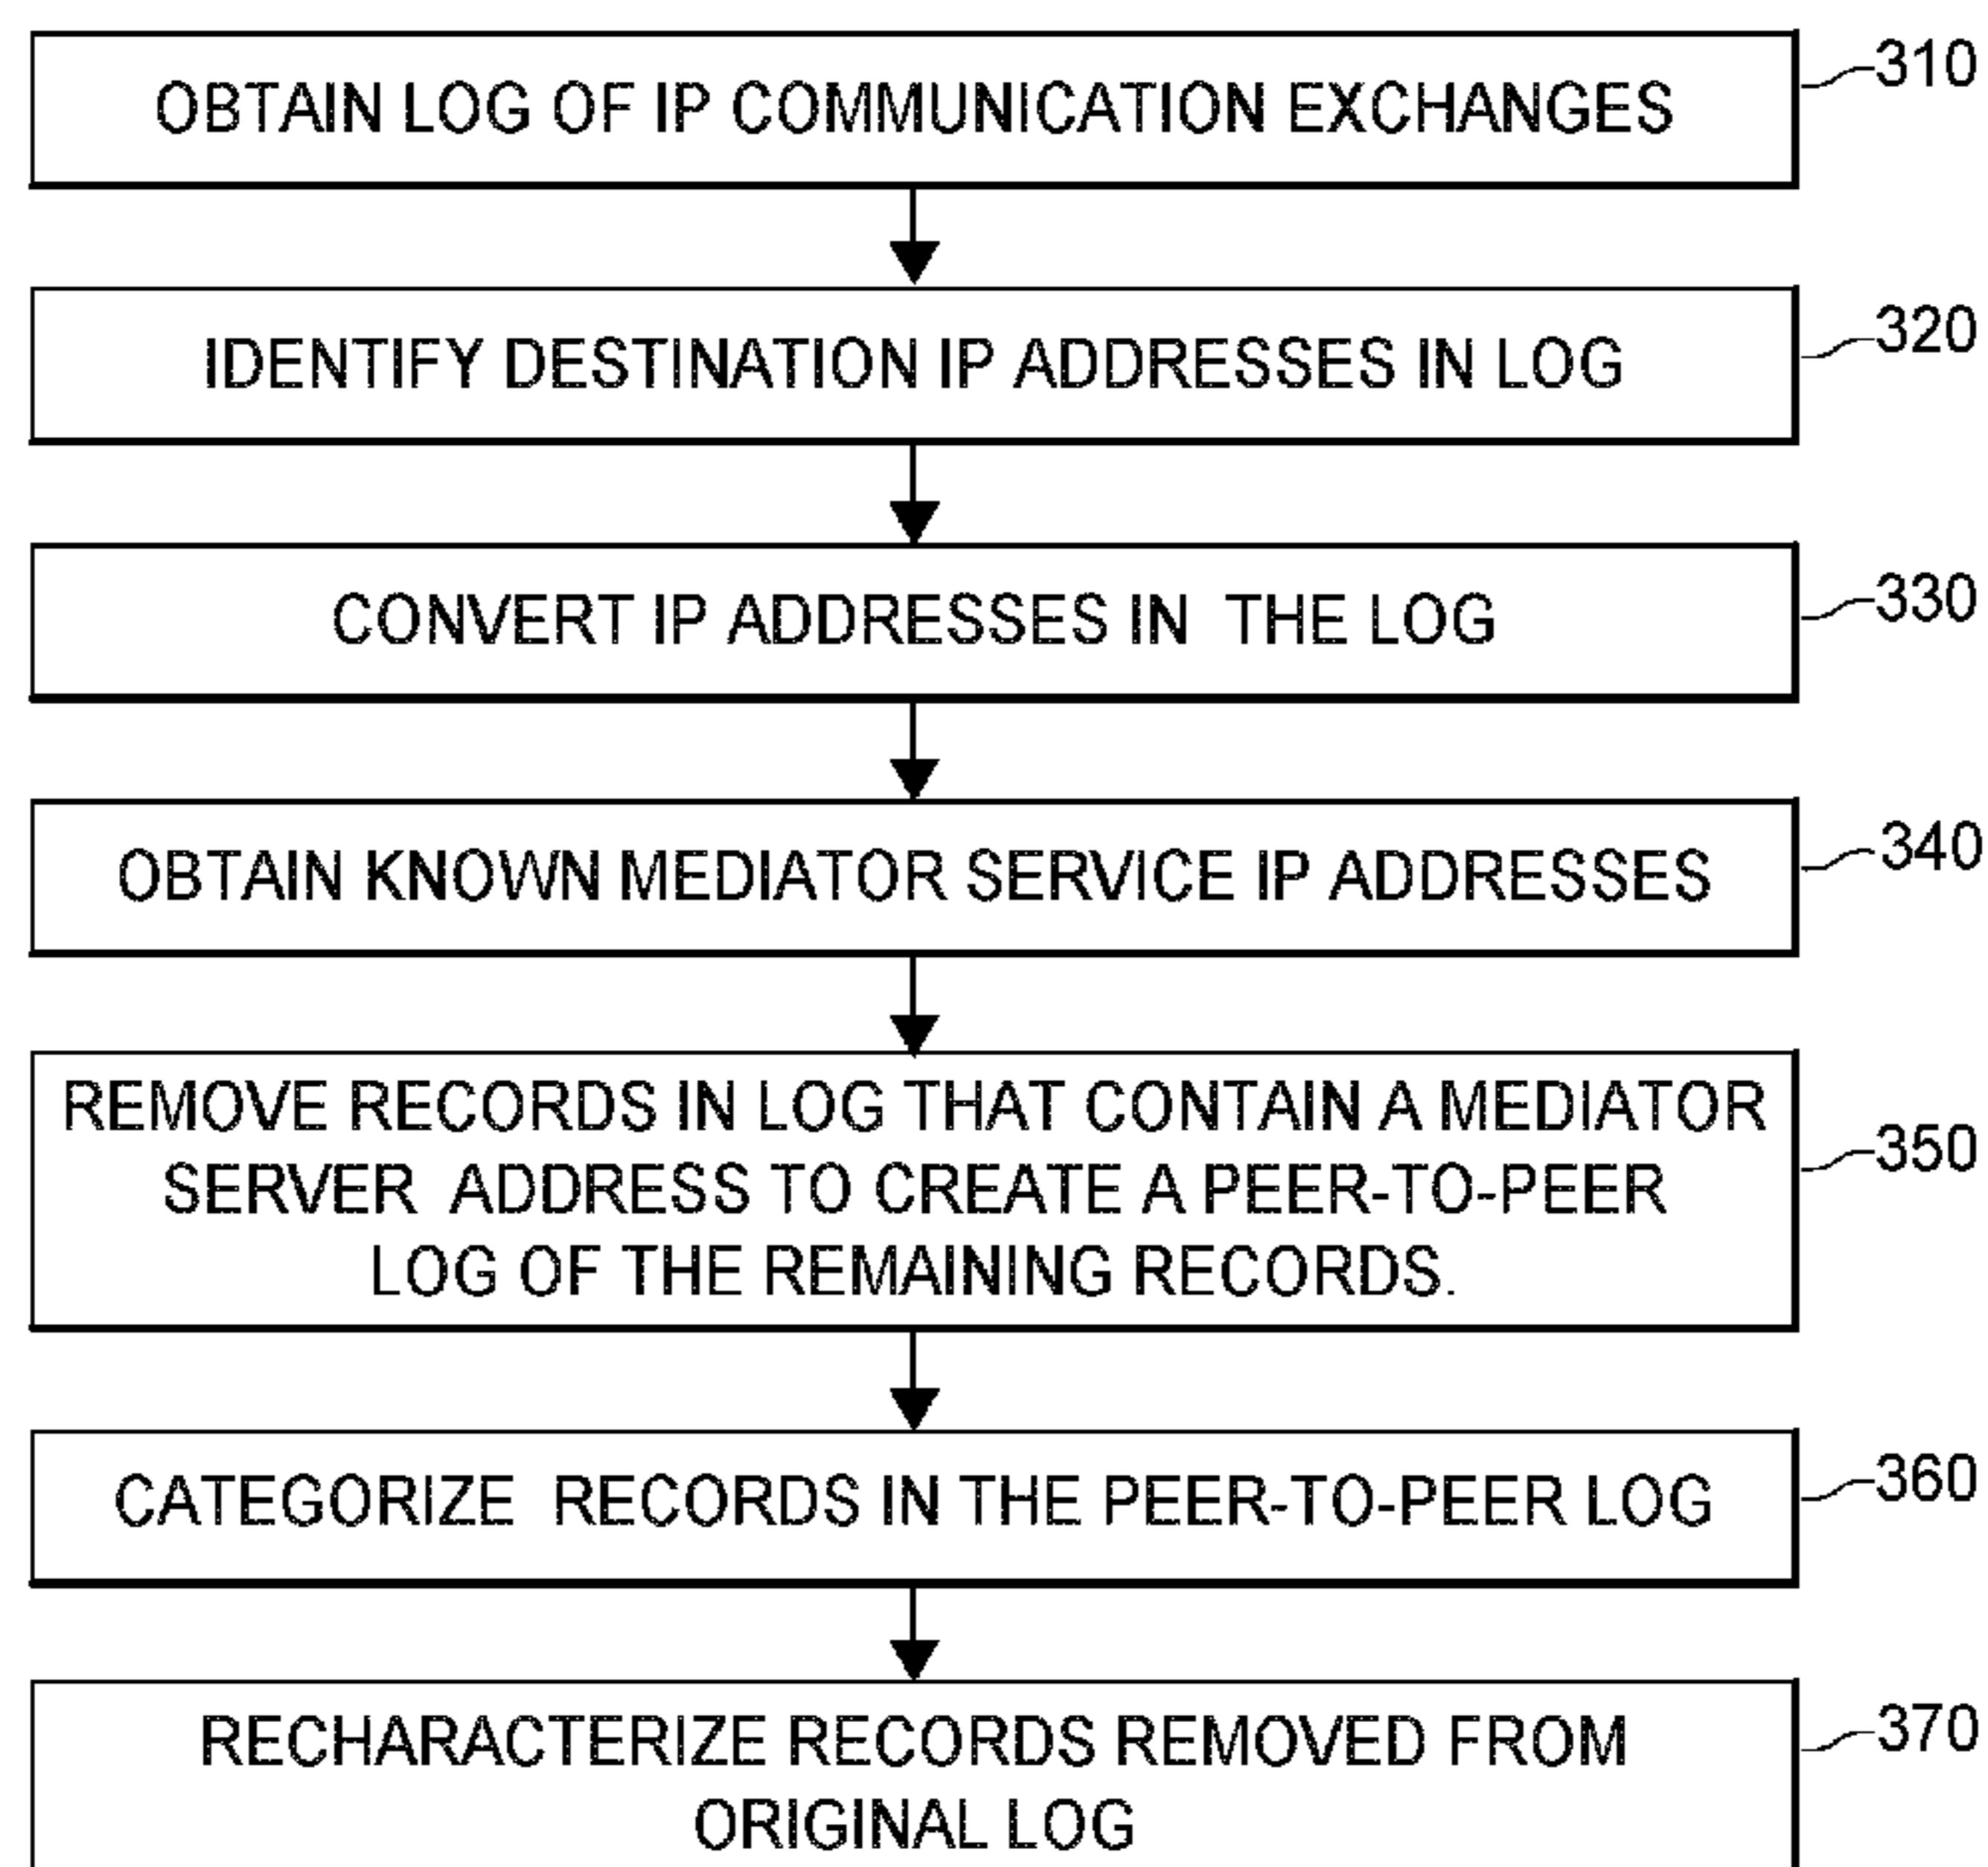 OBTAIN LOG OF IP COMMUNICATION EXCHANGES
310
IDENTIFY DESTINATION IP ADDRESSES IN LOG
320
CONVERT IP ADDRESSES IN THE LOG
330
OBTAIN KNOWN MEDIATOR SERVICE IP ADDRESSES
340
REMOVE RECORDS IN LOG THAT CONTAIN A MEDIATOR
SERVER ADDRESS TO CREATE A PEER-TO-PEER
LOG OF THE REMAINING RECORDS.
350
CATEGORIZE RECORDS IN THE PEER-TO-PEER LOG
360
RECHARACTERIZE RECORDS REMOVED FROM
ORIGINAL LOG
370